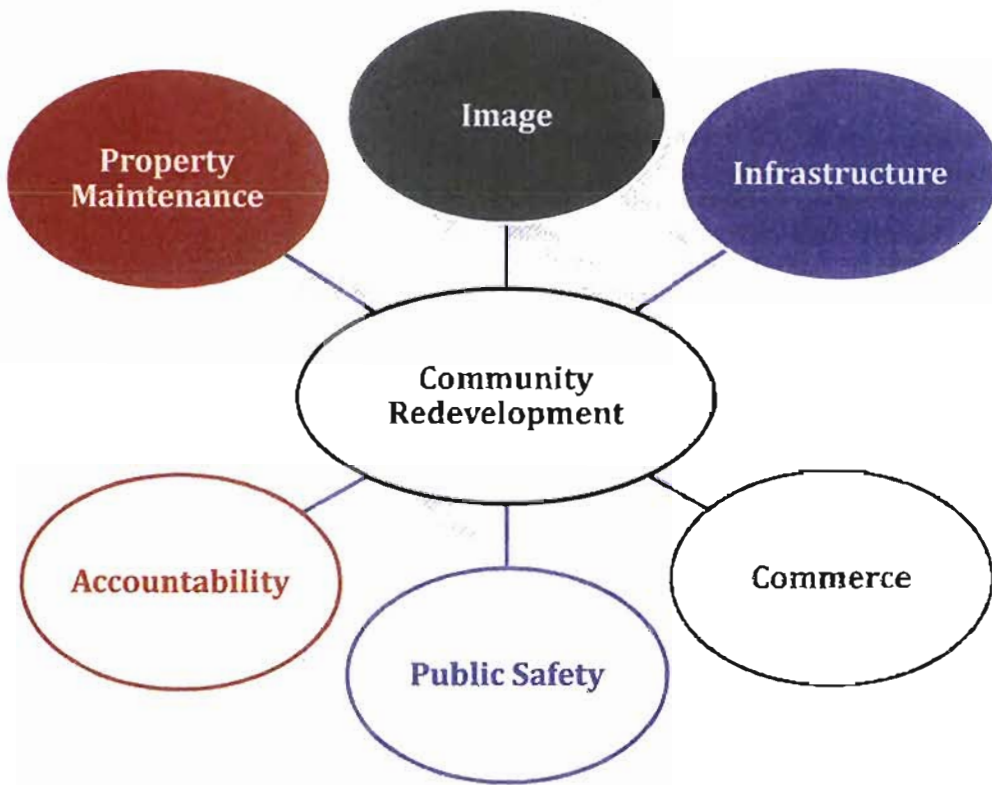 Image
Property
Maintenance
Infrastructure
Community
Redevelopment
Accountability
Commerce
Public Safety